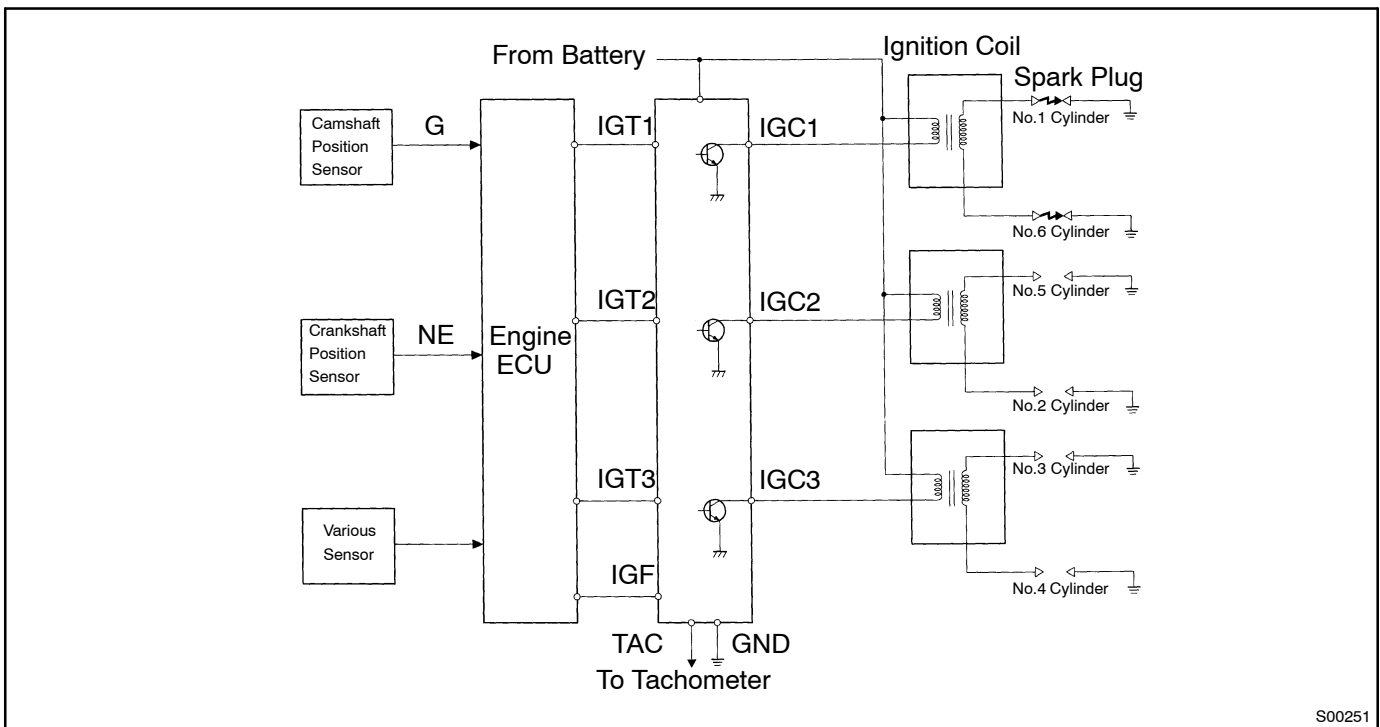 From Battery
Ignition Coil
Spark Plug
Camshaft
Position
Sensor
G
IGT1
IGC1
No.1 Cylinder
No.6 Cylinder
Crankshaft
Position
Sensor
NE
Engine
ECU
IGT2
IGC2
No.5 Cylinder
No.2 Cylinder
Various
Sensor
IGT3
IGC3
No.3 Cylinder
No.4 Cylinder
IGF
TAC
GND
To Tachometer
S00251